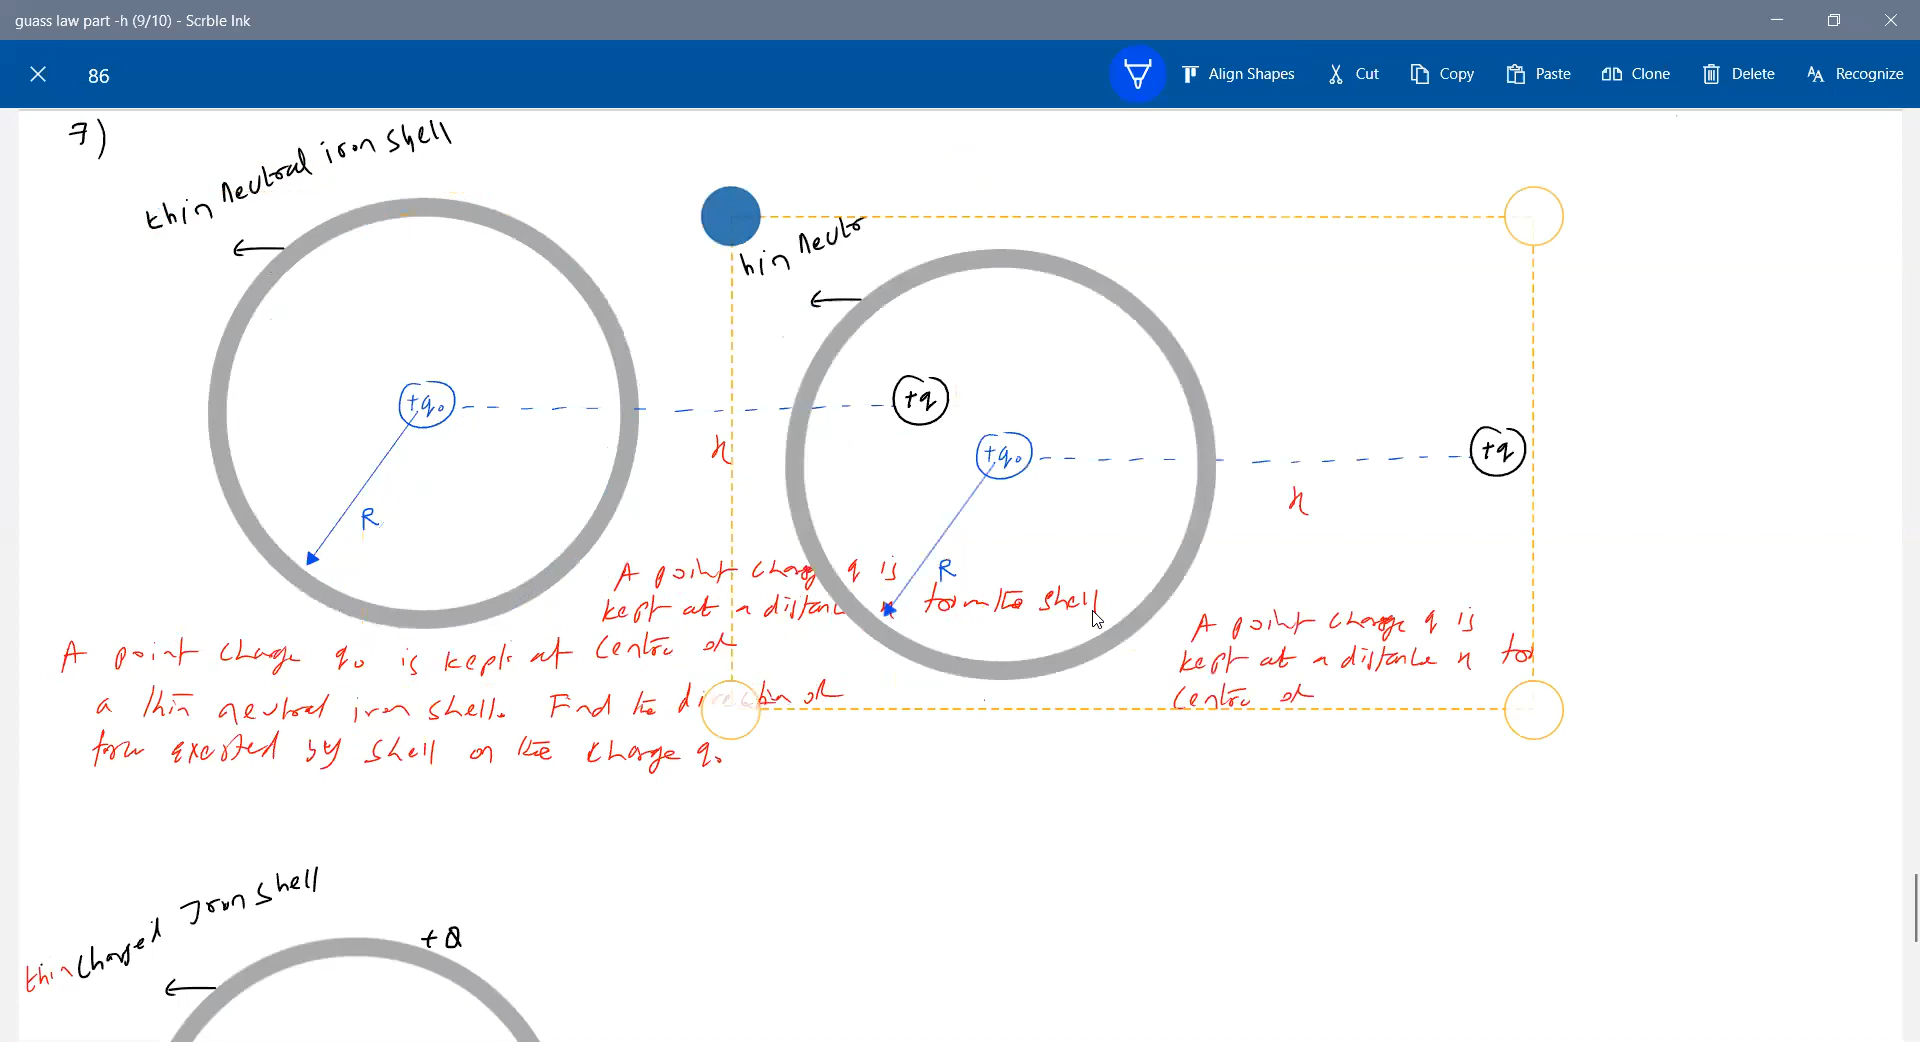 guass law part -h (9/10) - Scrble Ink
86
Align Shapes
Cut
Copy
Paste
Clone
Delete
Recognize
7)
thin Neutral iron shell
hin Neutr
+q₀
+q
x
R
+q₀
+q
x
R
A point charge q is
kept at a distance x from the shell
A point charge q₀ is kept at centre of
a thin neutral iron shell. Find the direction of
force exerted by shell on the charge q₀
A point charge q is
kept at a distance x fro
centre of
thin charged Iron shell
+Q